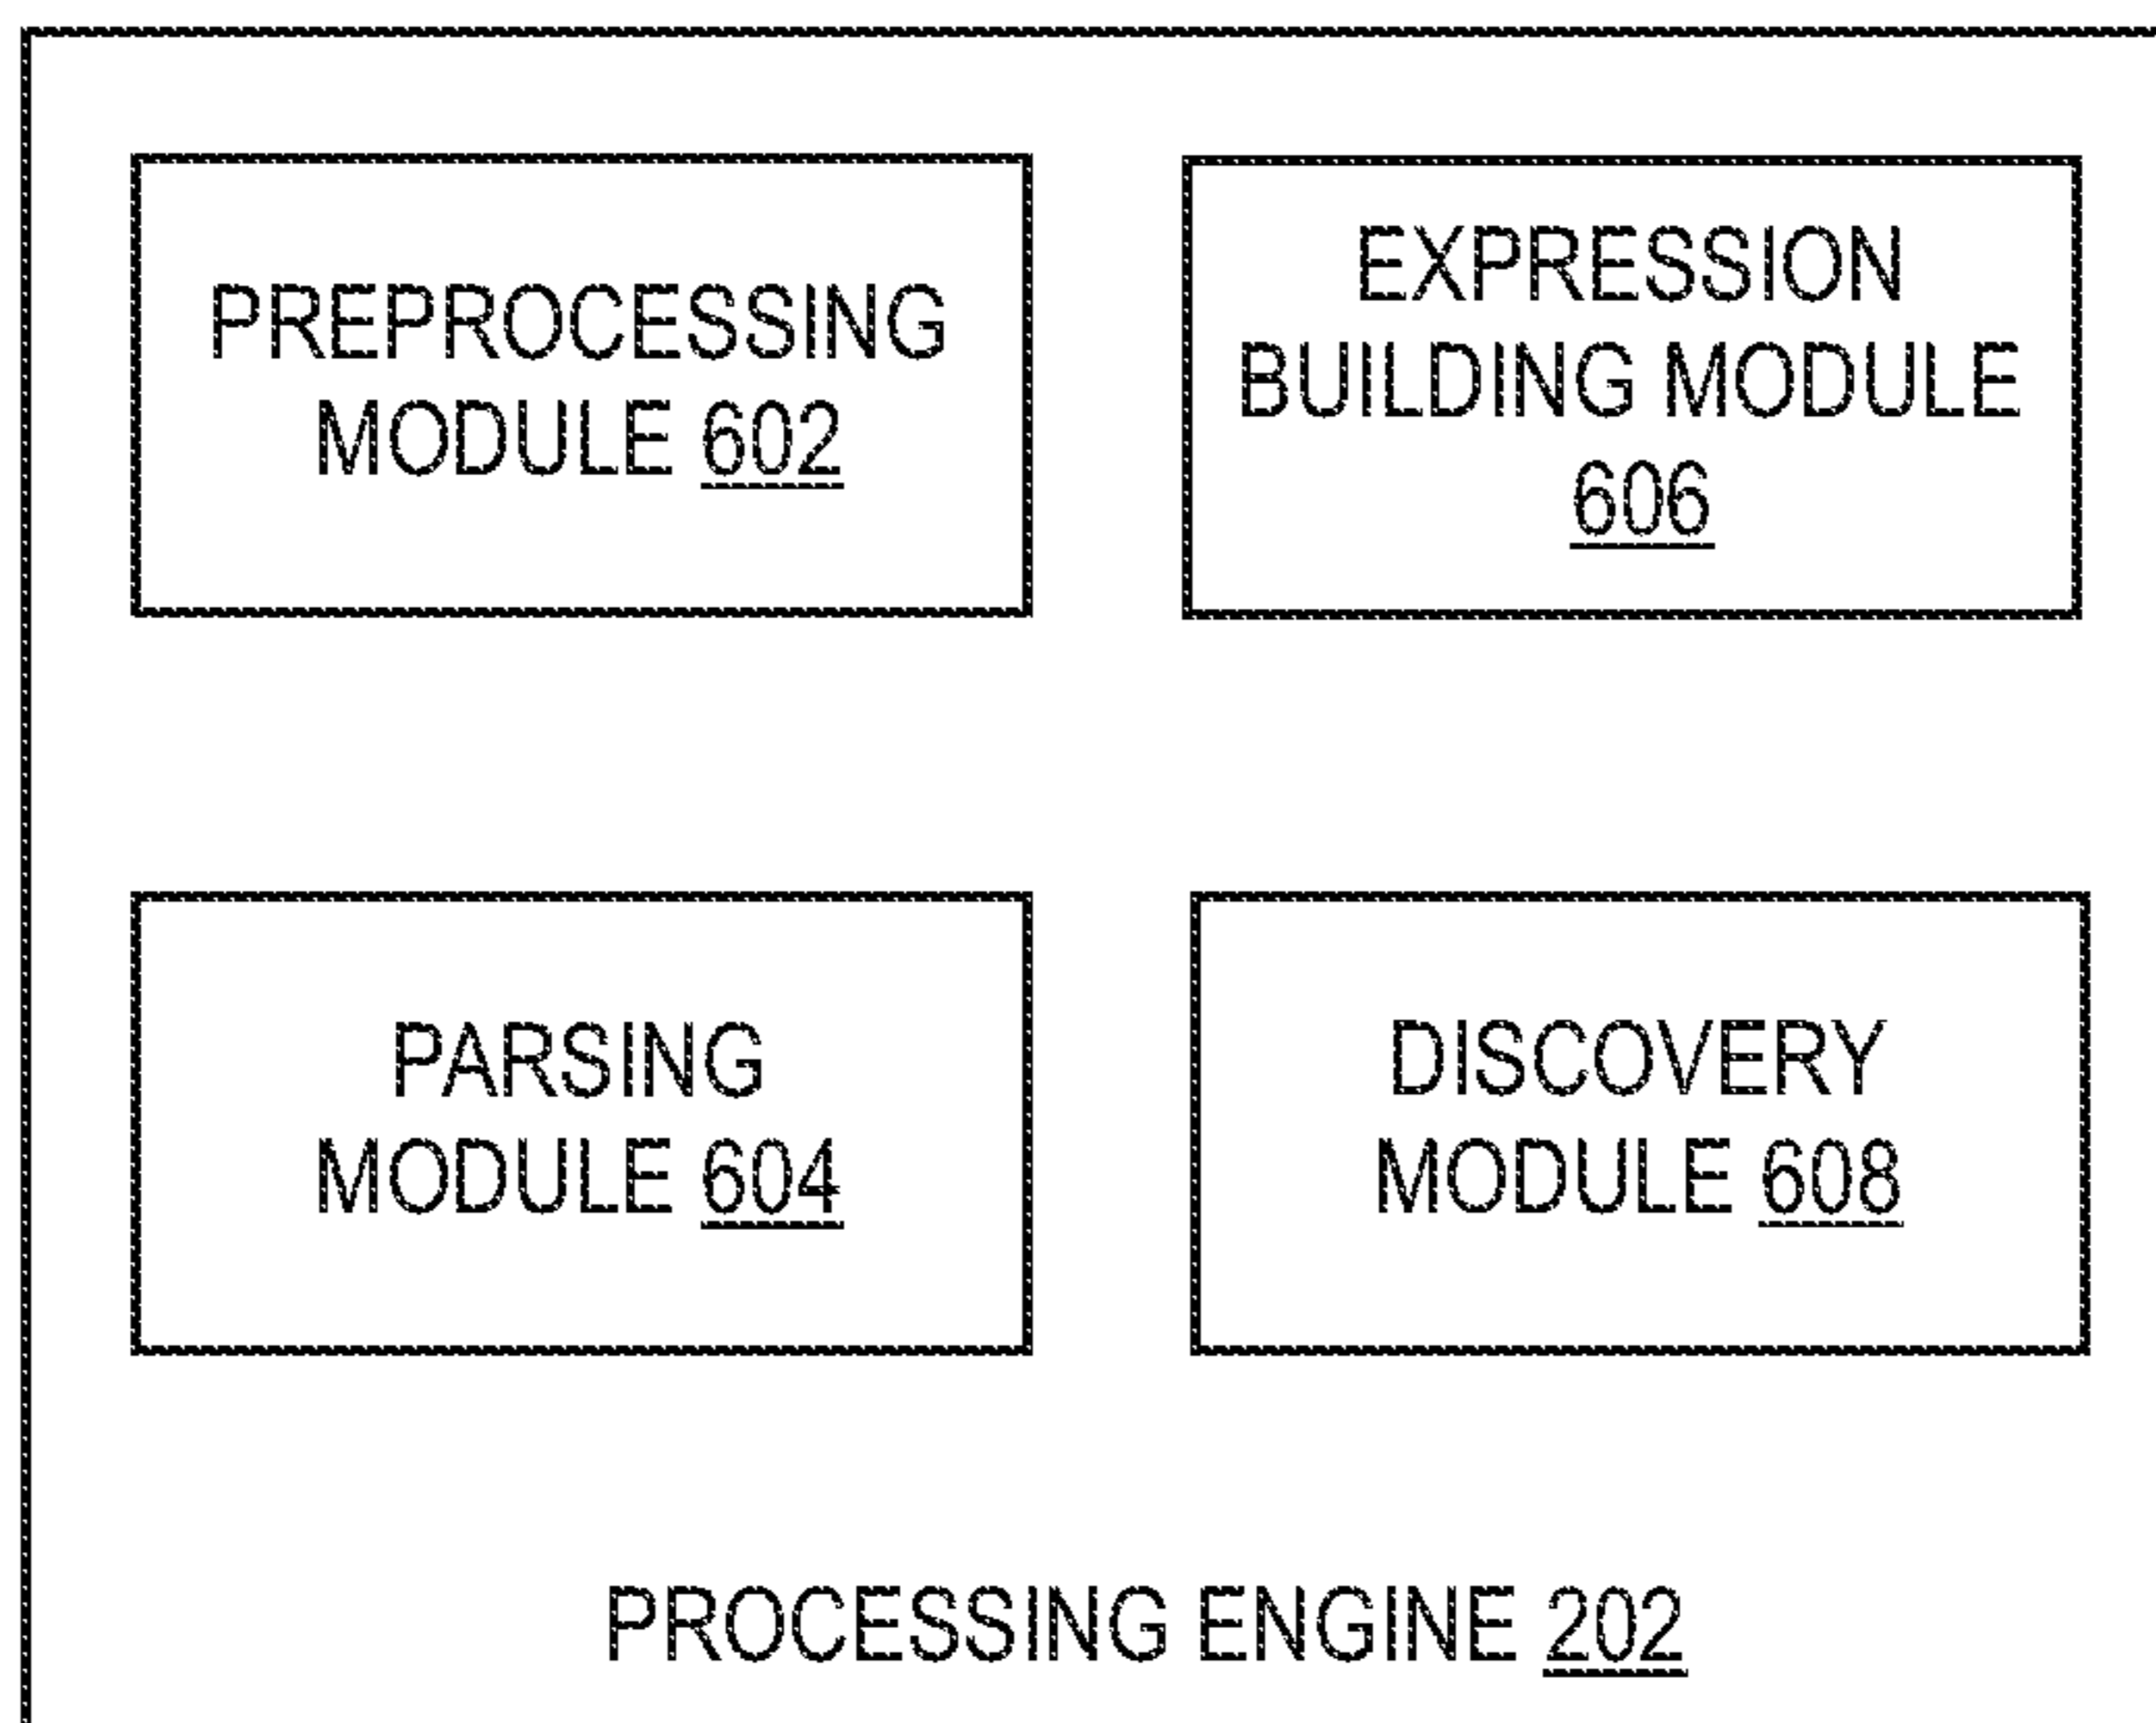 PREPROCESSING
MODULE 602
EXPRESSION
BUILDING MODULE
606
PARSING
MODULE 604
DISCOVERY
MODULE 608
PROCESSING ENGINE 202